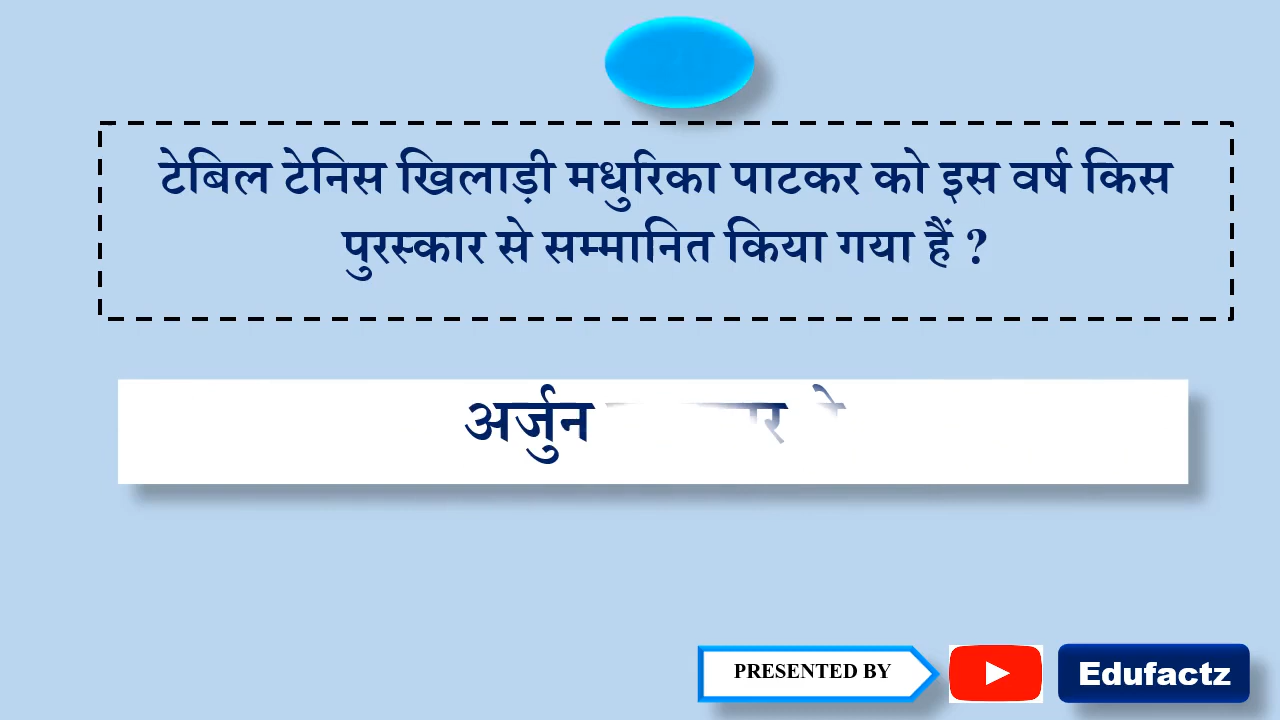 टेबिल टेनिस खिलाड़ी मधुरिका पाटकर को इस वर्ष किस
पुरस्कार से सम्मानित किया गया हैं ?
अर्जुन
PRESENTED BY
Edufactz